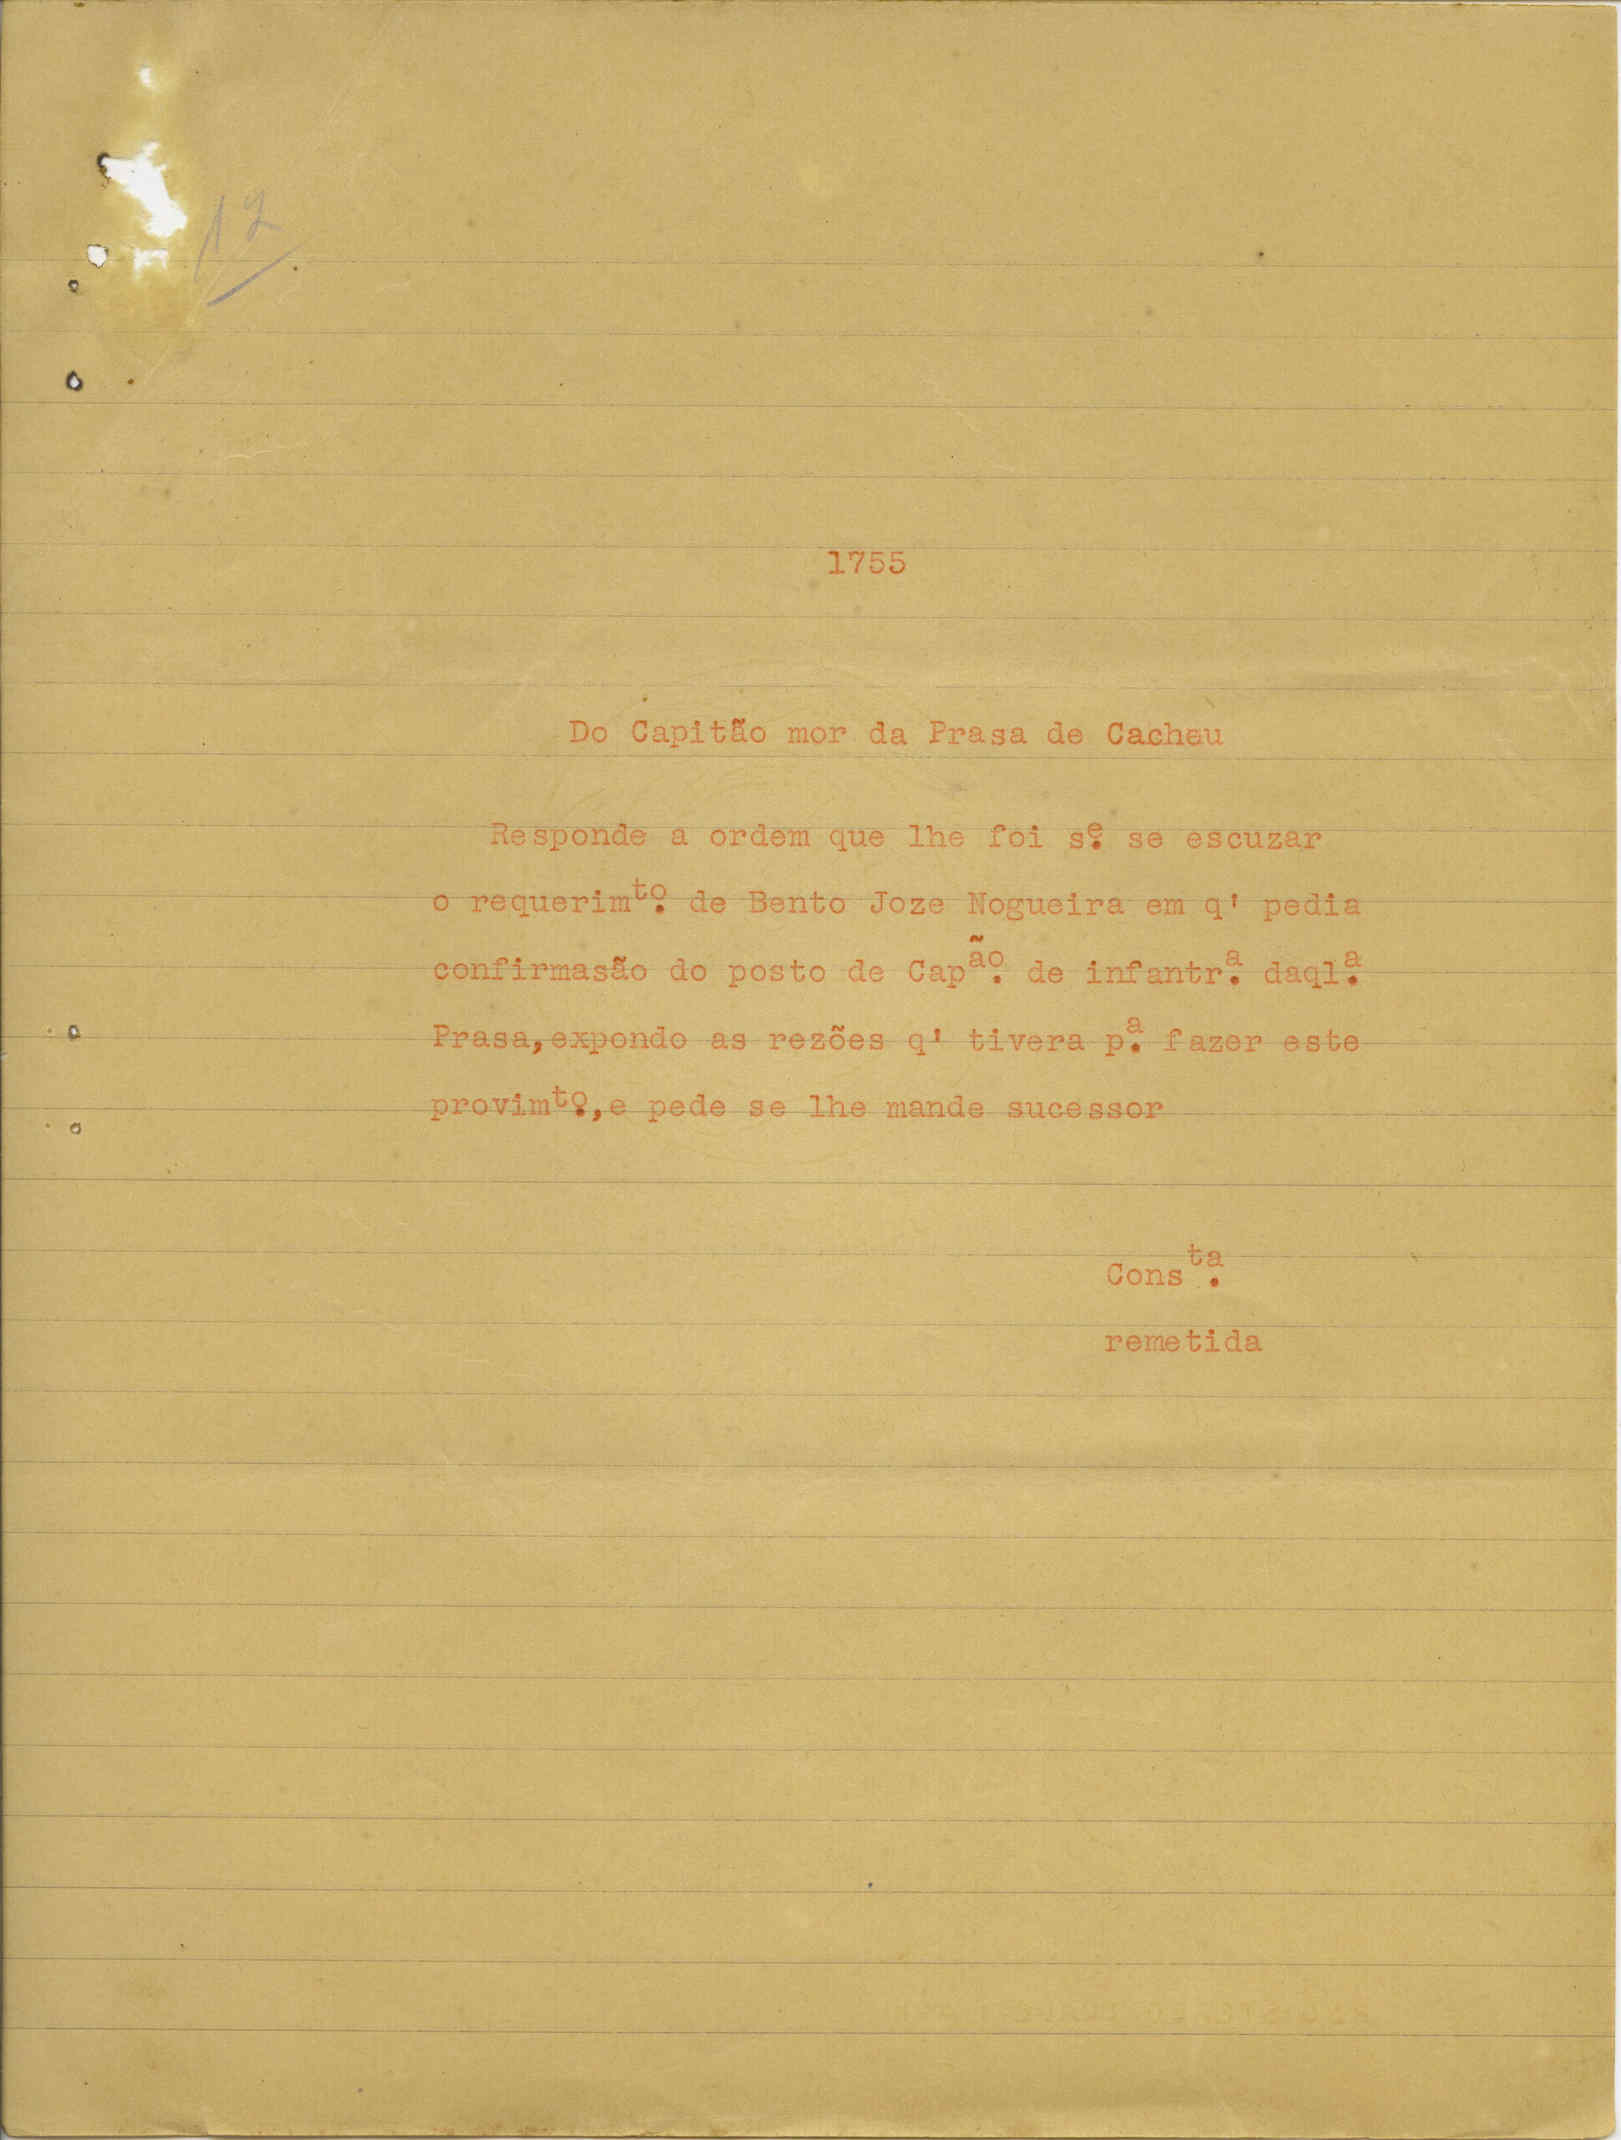 12
1755
Do Capitão mor da Prasa de Cacheu
Responde a ordem que lhe foi s.e se escuzar
o requerim.to de Bento Joze Nogueira em q' pedia
confirmasão do posto de Cap.ão de infantr.a daql.a
Prasa, expondo as rezões q' tivera p.a fazer este
provim.to, e pede se lhe mande sucessor
Cons.ta
remetida